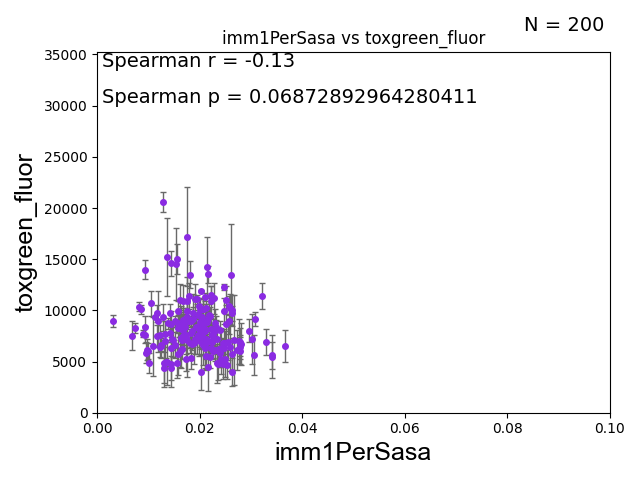 N = 200
imm1PerSasa vs toxgreen_fluor
Spearman r = -0.13
Spearman p = 0.06872892964280411
35000
30000
25000
20000
15000
10000
5000
0
toxgreen_fluor
0.00 0.02 0.04 0.06 0.08 0.10
imm1PerSasa